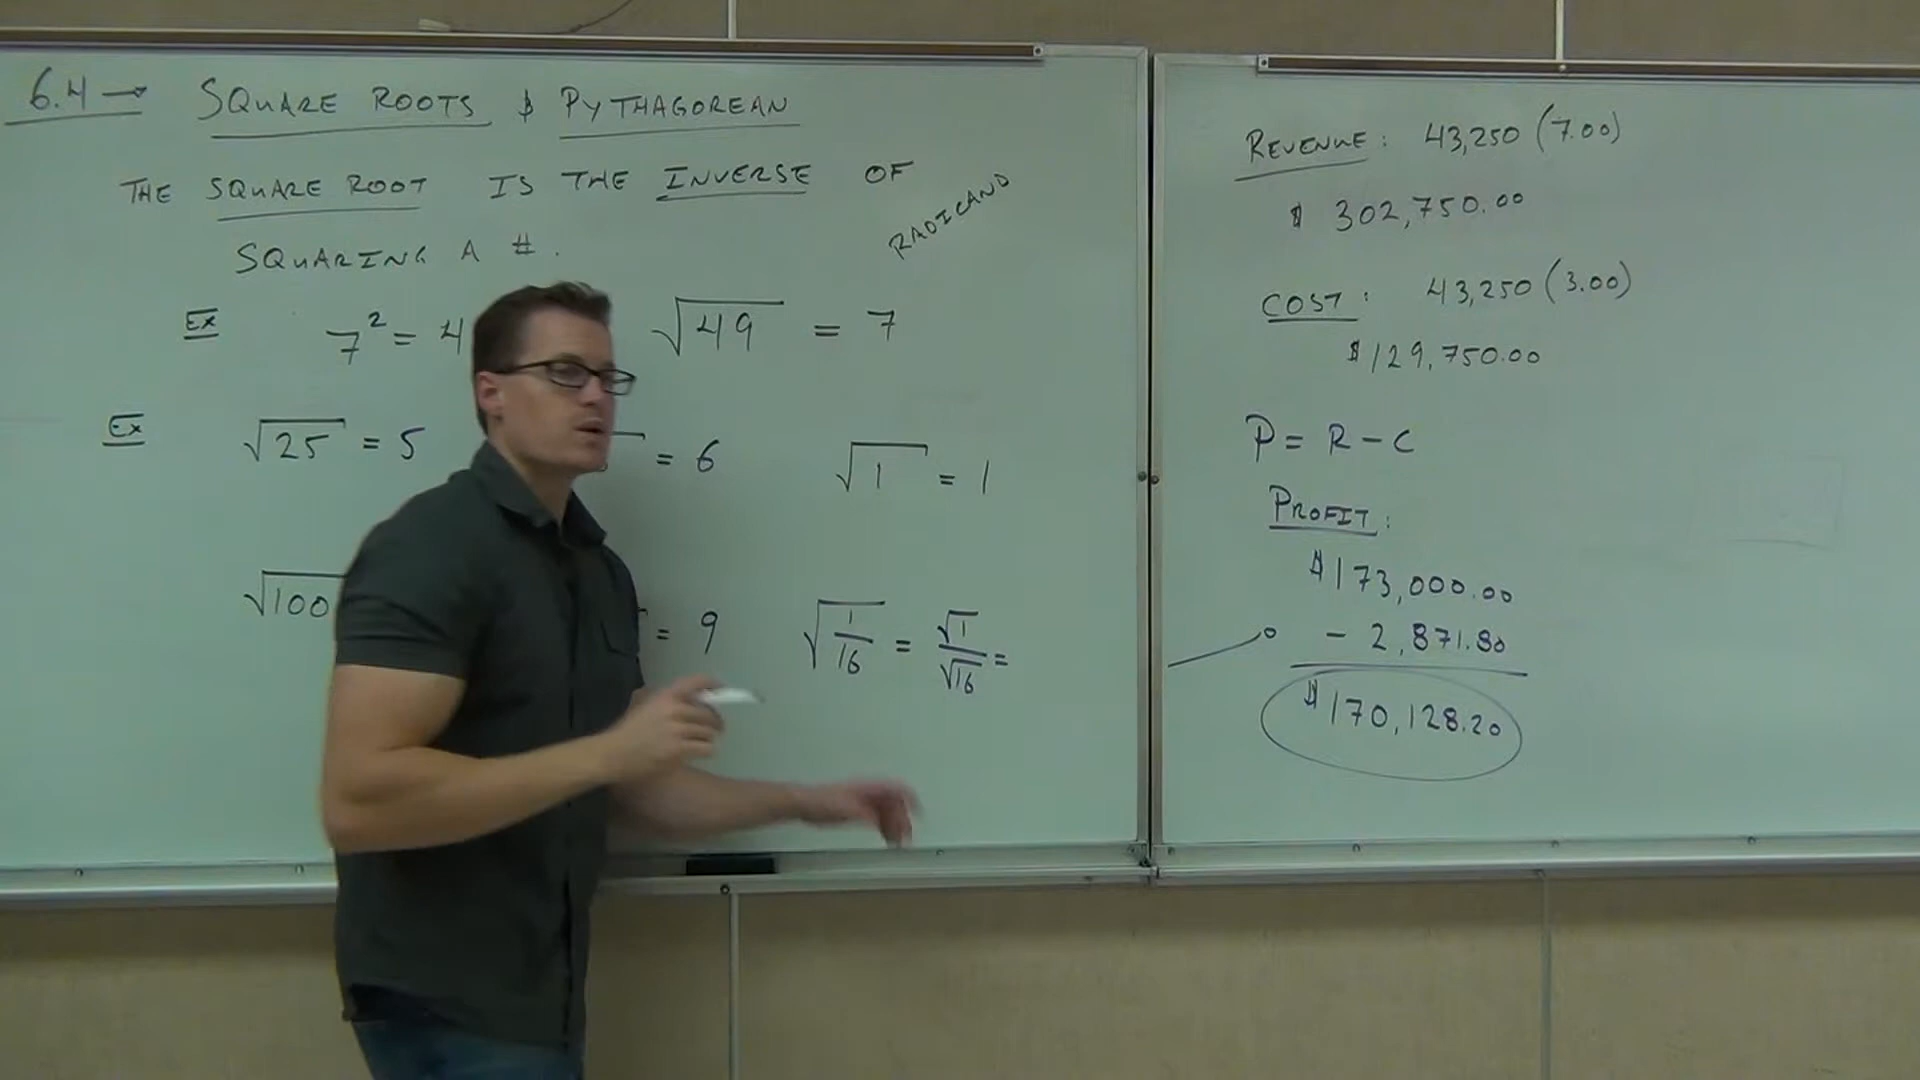 6.4 → SQUARE ROOTS & PYTHAGOREAN
THE SQUARE ROOT IS THE INVERSE OF
SQUARING A #.
RADICAND
Ex 7² = 4 √49 = 7
Ex √25 = 5 = 6 √1 = 1
√100 = 9 √(1/16) = √1/√16 =
REVENUE: 43,250 (7.00)
$ 302,750.00
COST: 43,250 (3.00)
$129,750.00
P = R - C
PROFIT:
$173,000.00
- 2,871.80
$170,128.20